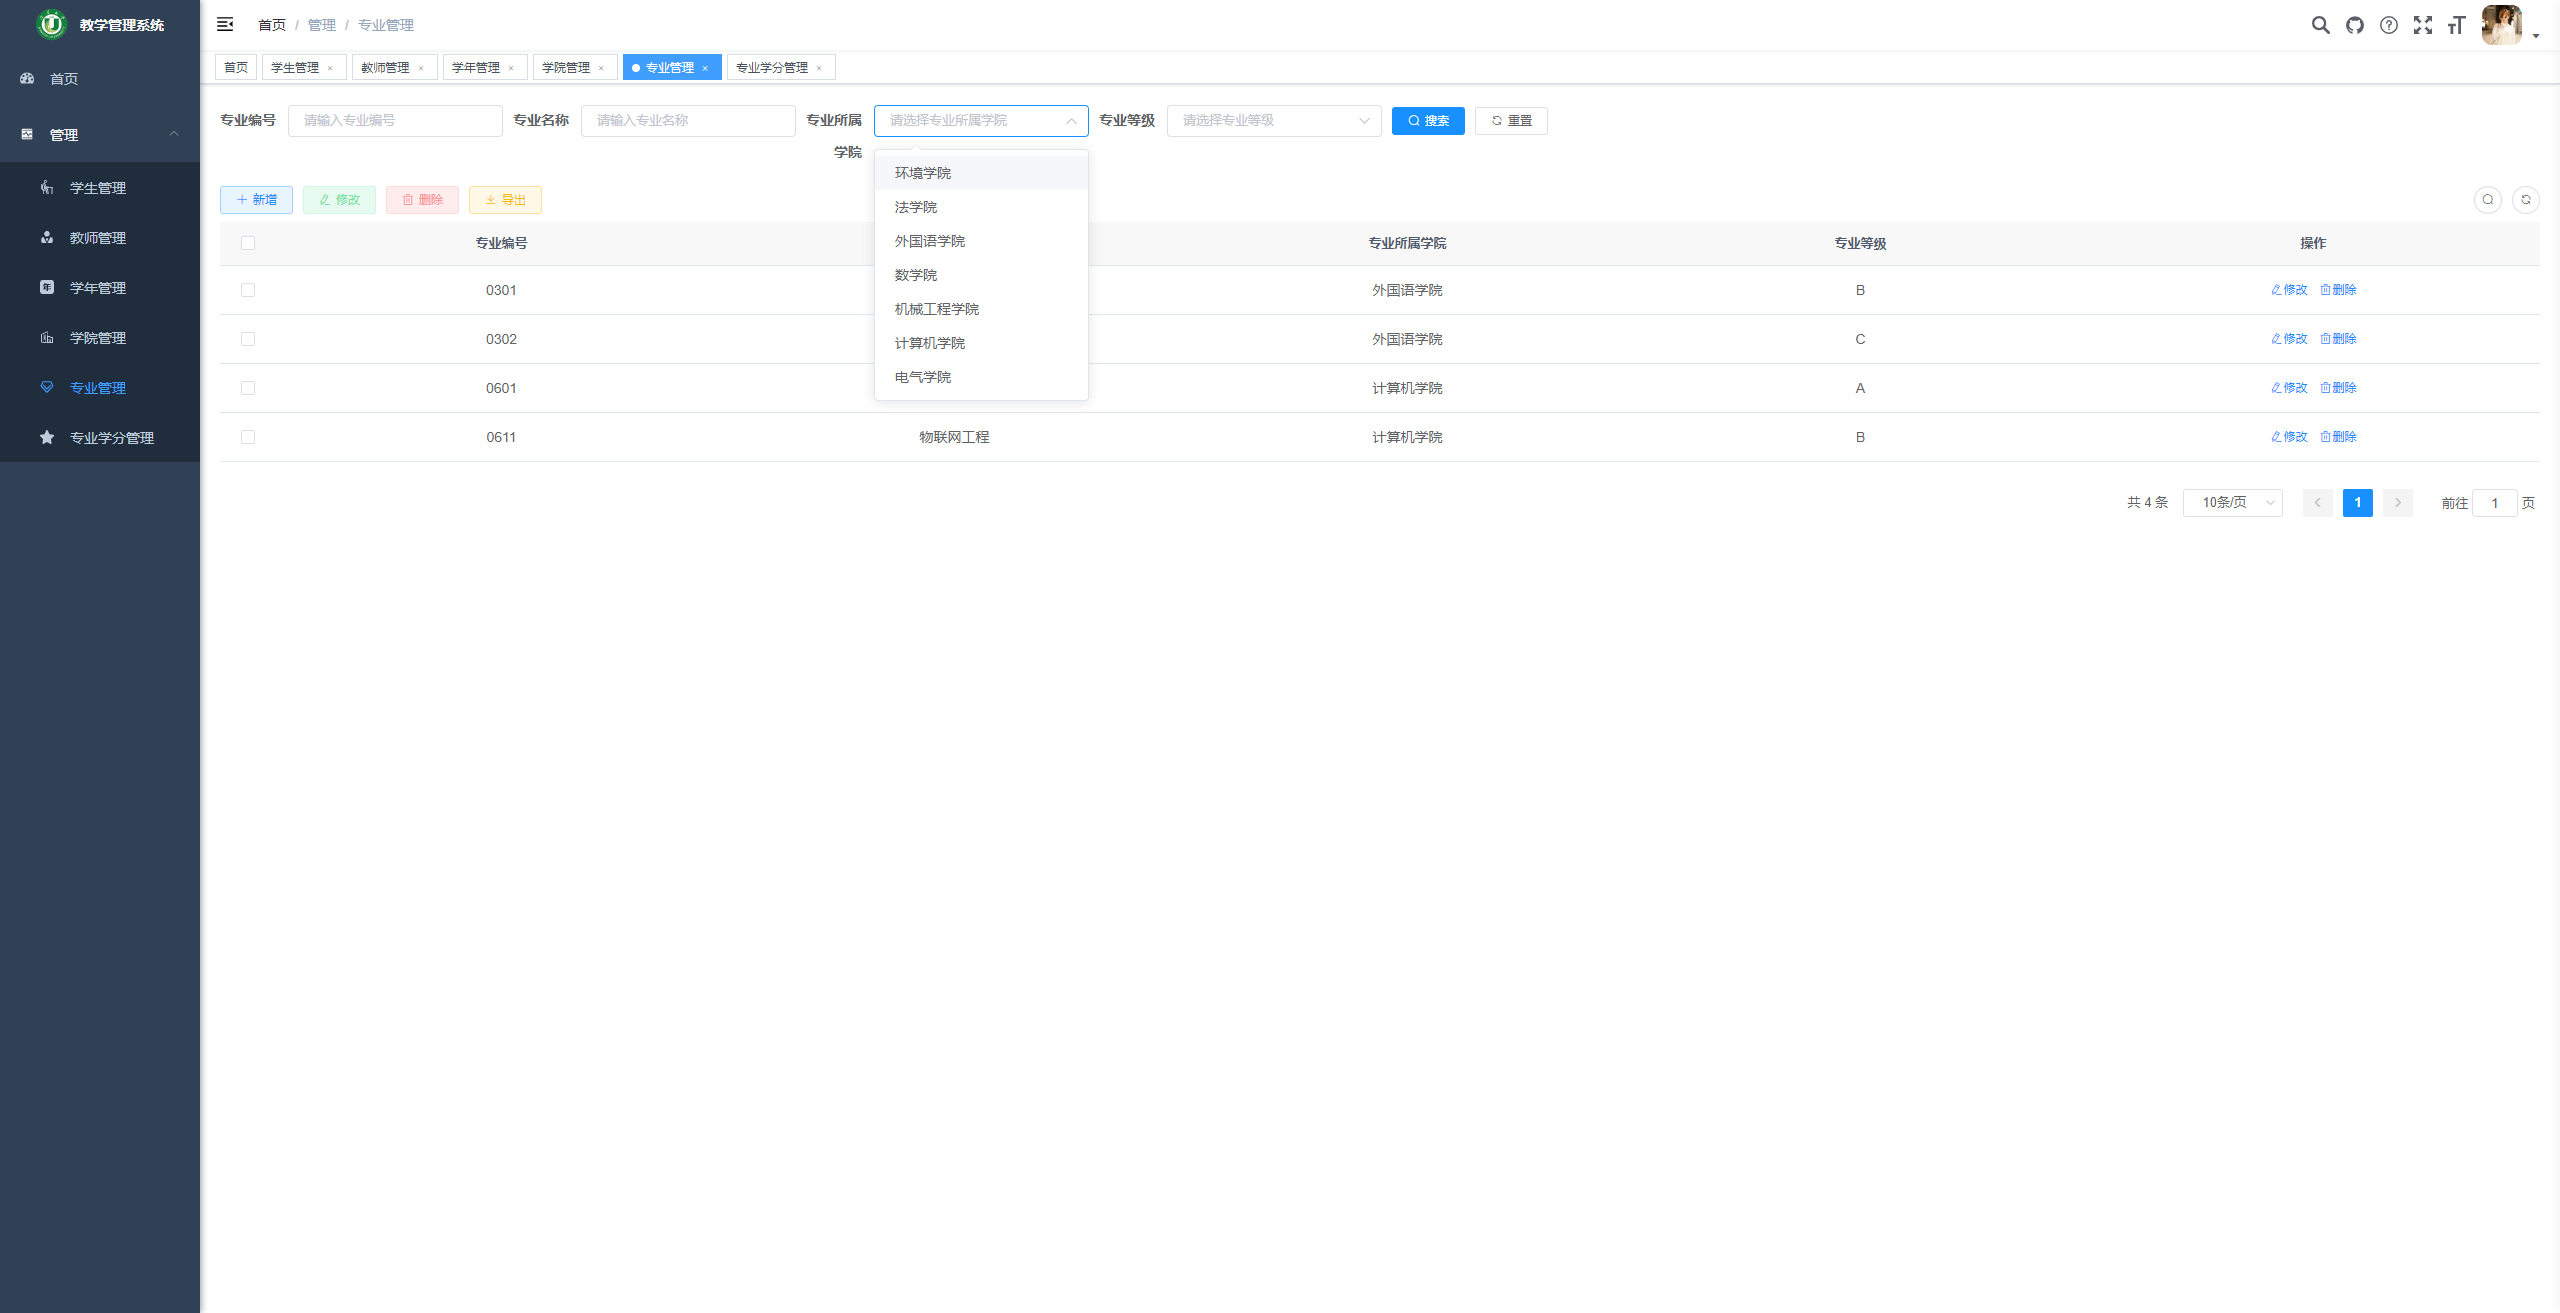 教学管理系统
首页
管理
学生管理
教师管理
学年管理
学院管理
专业管理
专业学分管理
首页 / 管理 / 专业管理
首页 学生管理 × 教师管理 × 学年管理 × 学院管理 × 专业管理 × 专业学分管理 ×
专业编号 请输入专业编号 专业名称 请输入专业名称 专业所属学院 请选择专业所属学院 专业等级 请选择专业等级 搜索 重置
环境学院
法学院
外国语学院
数学院
机械工程学院
计算机学院
电气学院
新增 修改 删除 导出
专业编号 专业所属学院 专业等级 操作
0301 外国语学院 B 修改 删除
0302 外国语学院 C 修改 删除
0601 计算机学院 A 修改 删除
0611 物联网工程 计算机学院 B 修改 删除
共 4 条 10条/页 1 前往 1 页